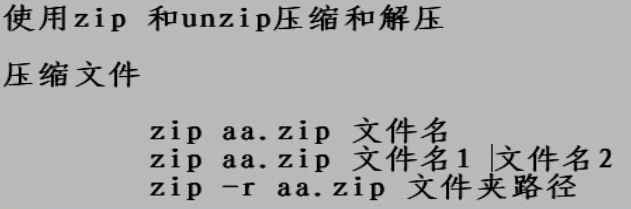 使用zip 和unzip压缩和解压
压缩文件
zip aa.zip 文件名
zip aa.zip 文件名1 文件名2
zip -r aa.zip 文件夹路径